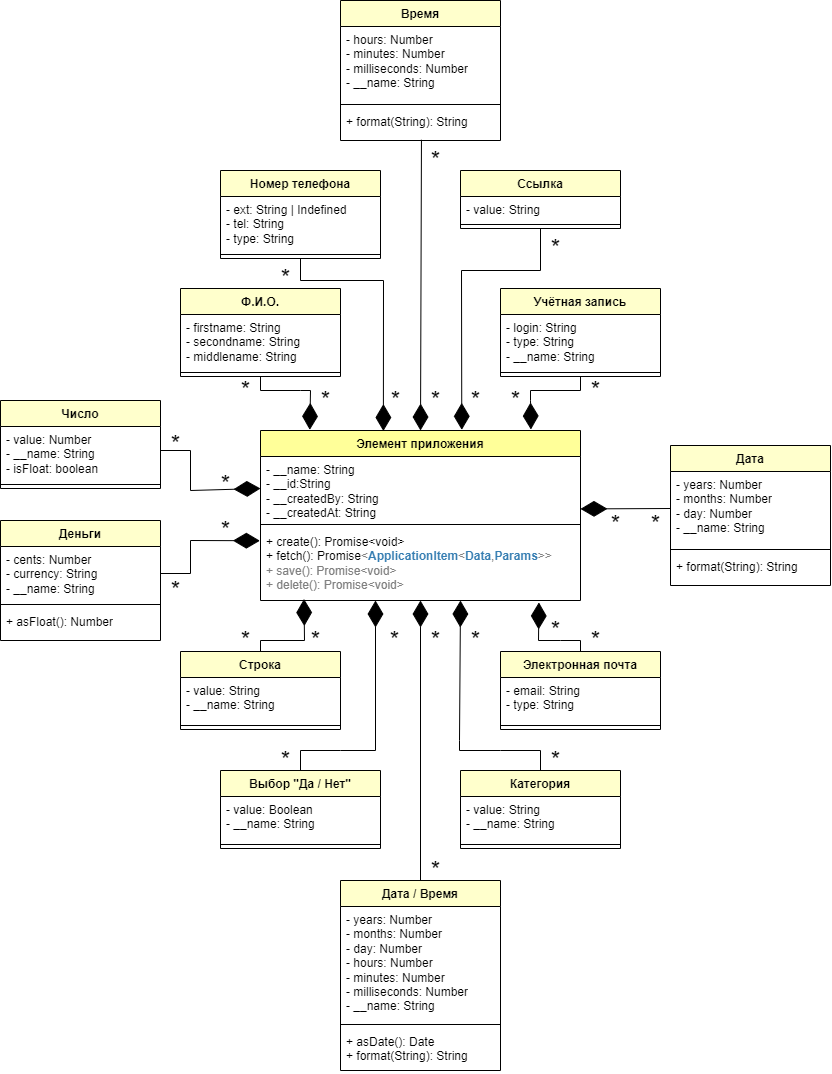 Время
- hours: Number
- minutes: Number
- milliseconds: Number
- __name: String
+ format(String): String
*
Номер телефона
- ext: String | Indefined
- tel: String
- type: String
*
Ссылка
- value: String
*
Ф.И.О.
- firstname: String
- secondname: String
- middlename: String
*
*
Учётная запись
- login: String
- type: String
- __name: String
*
*
*
*
*
Число
- value: Number
- __name: String
- isFloat: boolean
*
*
Элемент приложения
- __name: String
- __id:String
- __createdBy: String
- __createdAt: String
+ create(): Promise<void>
+ fetch(): Promise<ApplicationItem<Data,Params>>
+ save(): Promise<void>
+ delete(): Promise<void>
Дата
- years: Number
- months: Number
- day: Number
- __name: String
+ format(String): String
*
*
Деньги
- cents: Number
- currency: String
- __name: String
+ asFloat(): Number
*
*
Строка
- value: String
- __name: String
*
*
*
*
*
*
*
Электронная почта
- email: String
- type: String
Выбор "Да / Нет"
- value: Boolean
- __name: String
*
Категория
- value: String
- __name: String
*
*
Дата / Время
- years: Number
- months: Number
- day: Number
- hours: Number
- minutes: Number
- milliseconds: Number
- __name: String
+ asDate(): Date
+ format(String): String